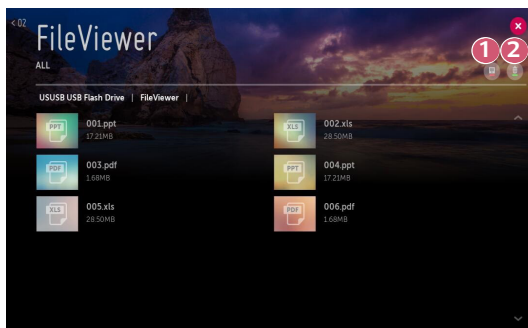 < 02
FileViewer
ALL
1 2
USUSB USB Flash Drive | FileViewer |
PPT 001.ppt
17.21MB
XLS 002.xls
28.50MB
PDF 003.pdf
1.68MB
PPT 004.ppt
17.21MB
XLS 005.xls
28.50MB
PDF 006.pdf
1.68MB